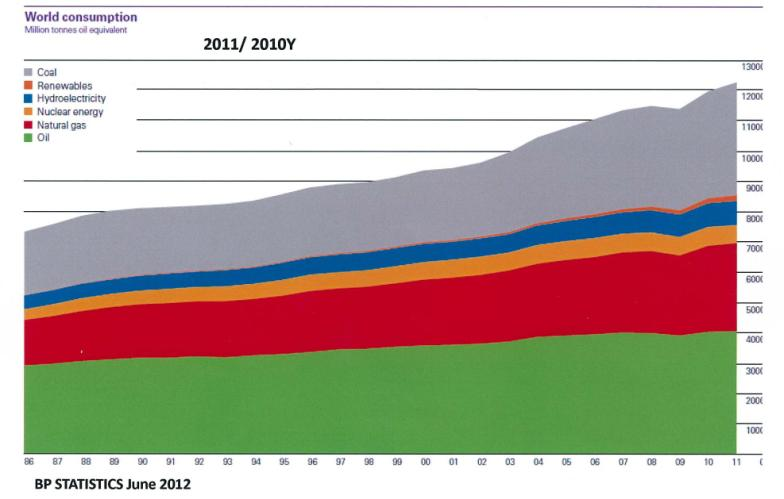 World consumption
Million tonnes oil equivalent
2011/ 2010Y
Coal
Renewables
Hydroelectricity
Nuclear energy
Natural gas
Oil
13000
12000
11000
10000
9000
8000
7000
6000
5000
4000
3000
2000
1000
0
86 87 88 89 90 91 92 93 94 95 96 97 98 99 00 01 02 03 04 05 06 07 08 09 10 11
BP STATISTICS June 2012